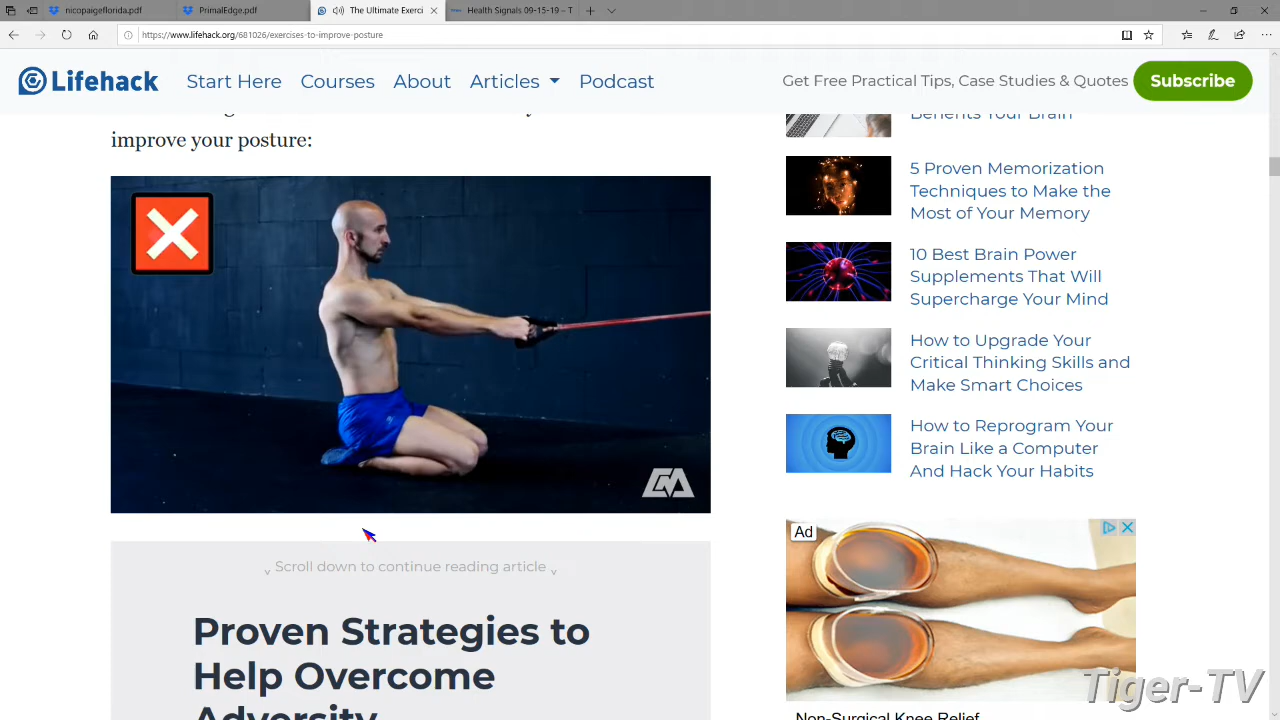 nicopaigeflorida.pdf
PrimalEdge.pdf
The Ultimate Exerci
Health Signals 09-15-19 – T
https://www.lifehack.org/681026/exercises-to-improve-posture
Lifehack
Start Here
Courses
About
Articles
Podcast
Get Free Practical Tips, Case Studies & Quotes
Subscribe
improve your posture:
Scroll down to continue reading article
Proven Strategies to
Help Overcome
Adversity
Benefits Your Brain
5 Proven Memorization
Techniques to Make the
Most of Your Memory
10 Best Brain Power
Supplements That Will
Supercharge Your Mind
How to Upgrade Your
Critical Thinking Skills and
Make Smart Choices
How to Reprogram Your
Brain Like a Computer
And Hack Your Habits
Ad
Non-Surgical Knee Relief
Tiger-TV